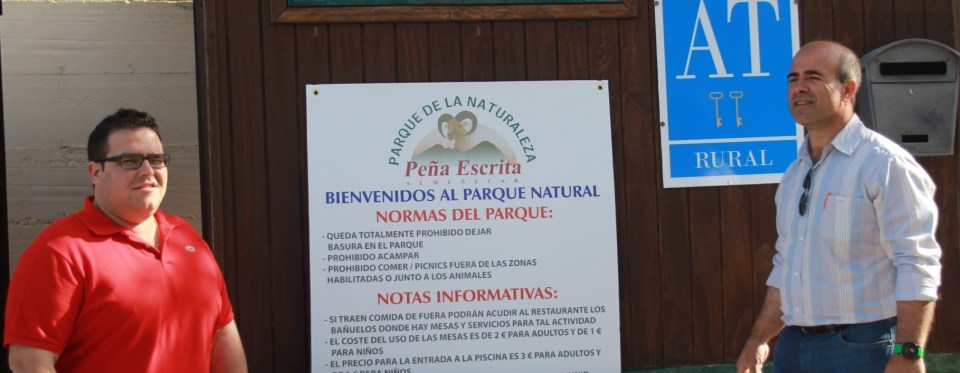 PARQUE DE LA NATURALEZA
Peña Escrita
ALMUÑÉCAR
BIENVENIDOS AL PARQUE NATURAL
NORMAS DEL PARQUE:
- QUEDA TOTALMENTE PROHIBIDO DEJAR
BASURA EN EL PARQUE
- PROHIBIDO ACAMPAR
- PROHIBIDO COMER / PICNICS FUERA DE LAS ZONAS
HABILITADAS O JUNTO A LOS ANIMALES
NOTAS INFORMATIVAS:
- SI TRAEN COMIDA DE FUERA PODRÁN ACUDIR AL RESTAURANTE LOS
BAÑUELOS DONDE HAY MESAS Y SERVICIOS PARA TAL ACTIVIDAD
- EL COSTE DEL USO DE LAS MESAS ES DE 2 € PARA ADULTOS Y DE 1 €
PARA NIÑOS
- EL PRECIO PARA LA ENTRADA A LA PISCINA ES 3 € PARA ADULTOS Y
PARA NIÑOS
AT
RURAL